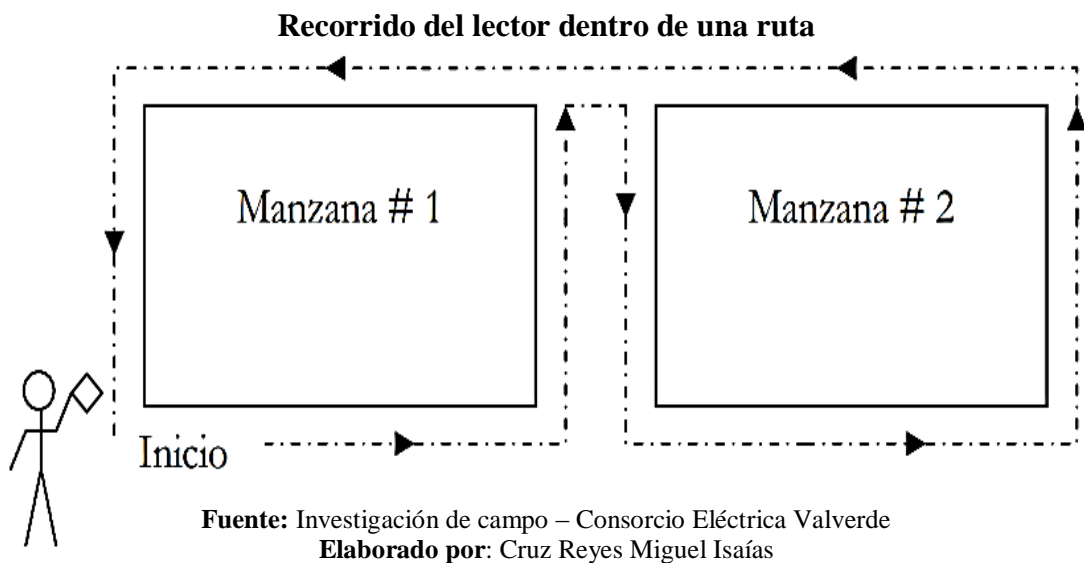 Recorrido del lector dentro de una ruta
Manzana # 1
Manzana # 2
Inicio
Fuente: Investigación de campo – Consorcio Eléctrica Valverde
Elaborado por: Cruz Reyes Miguel Isaías